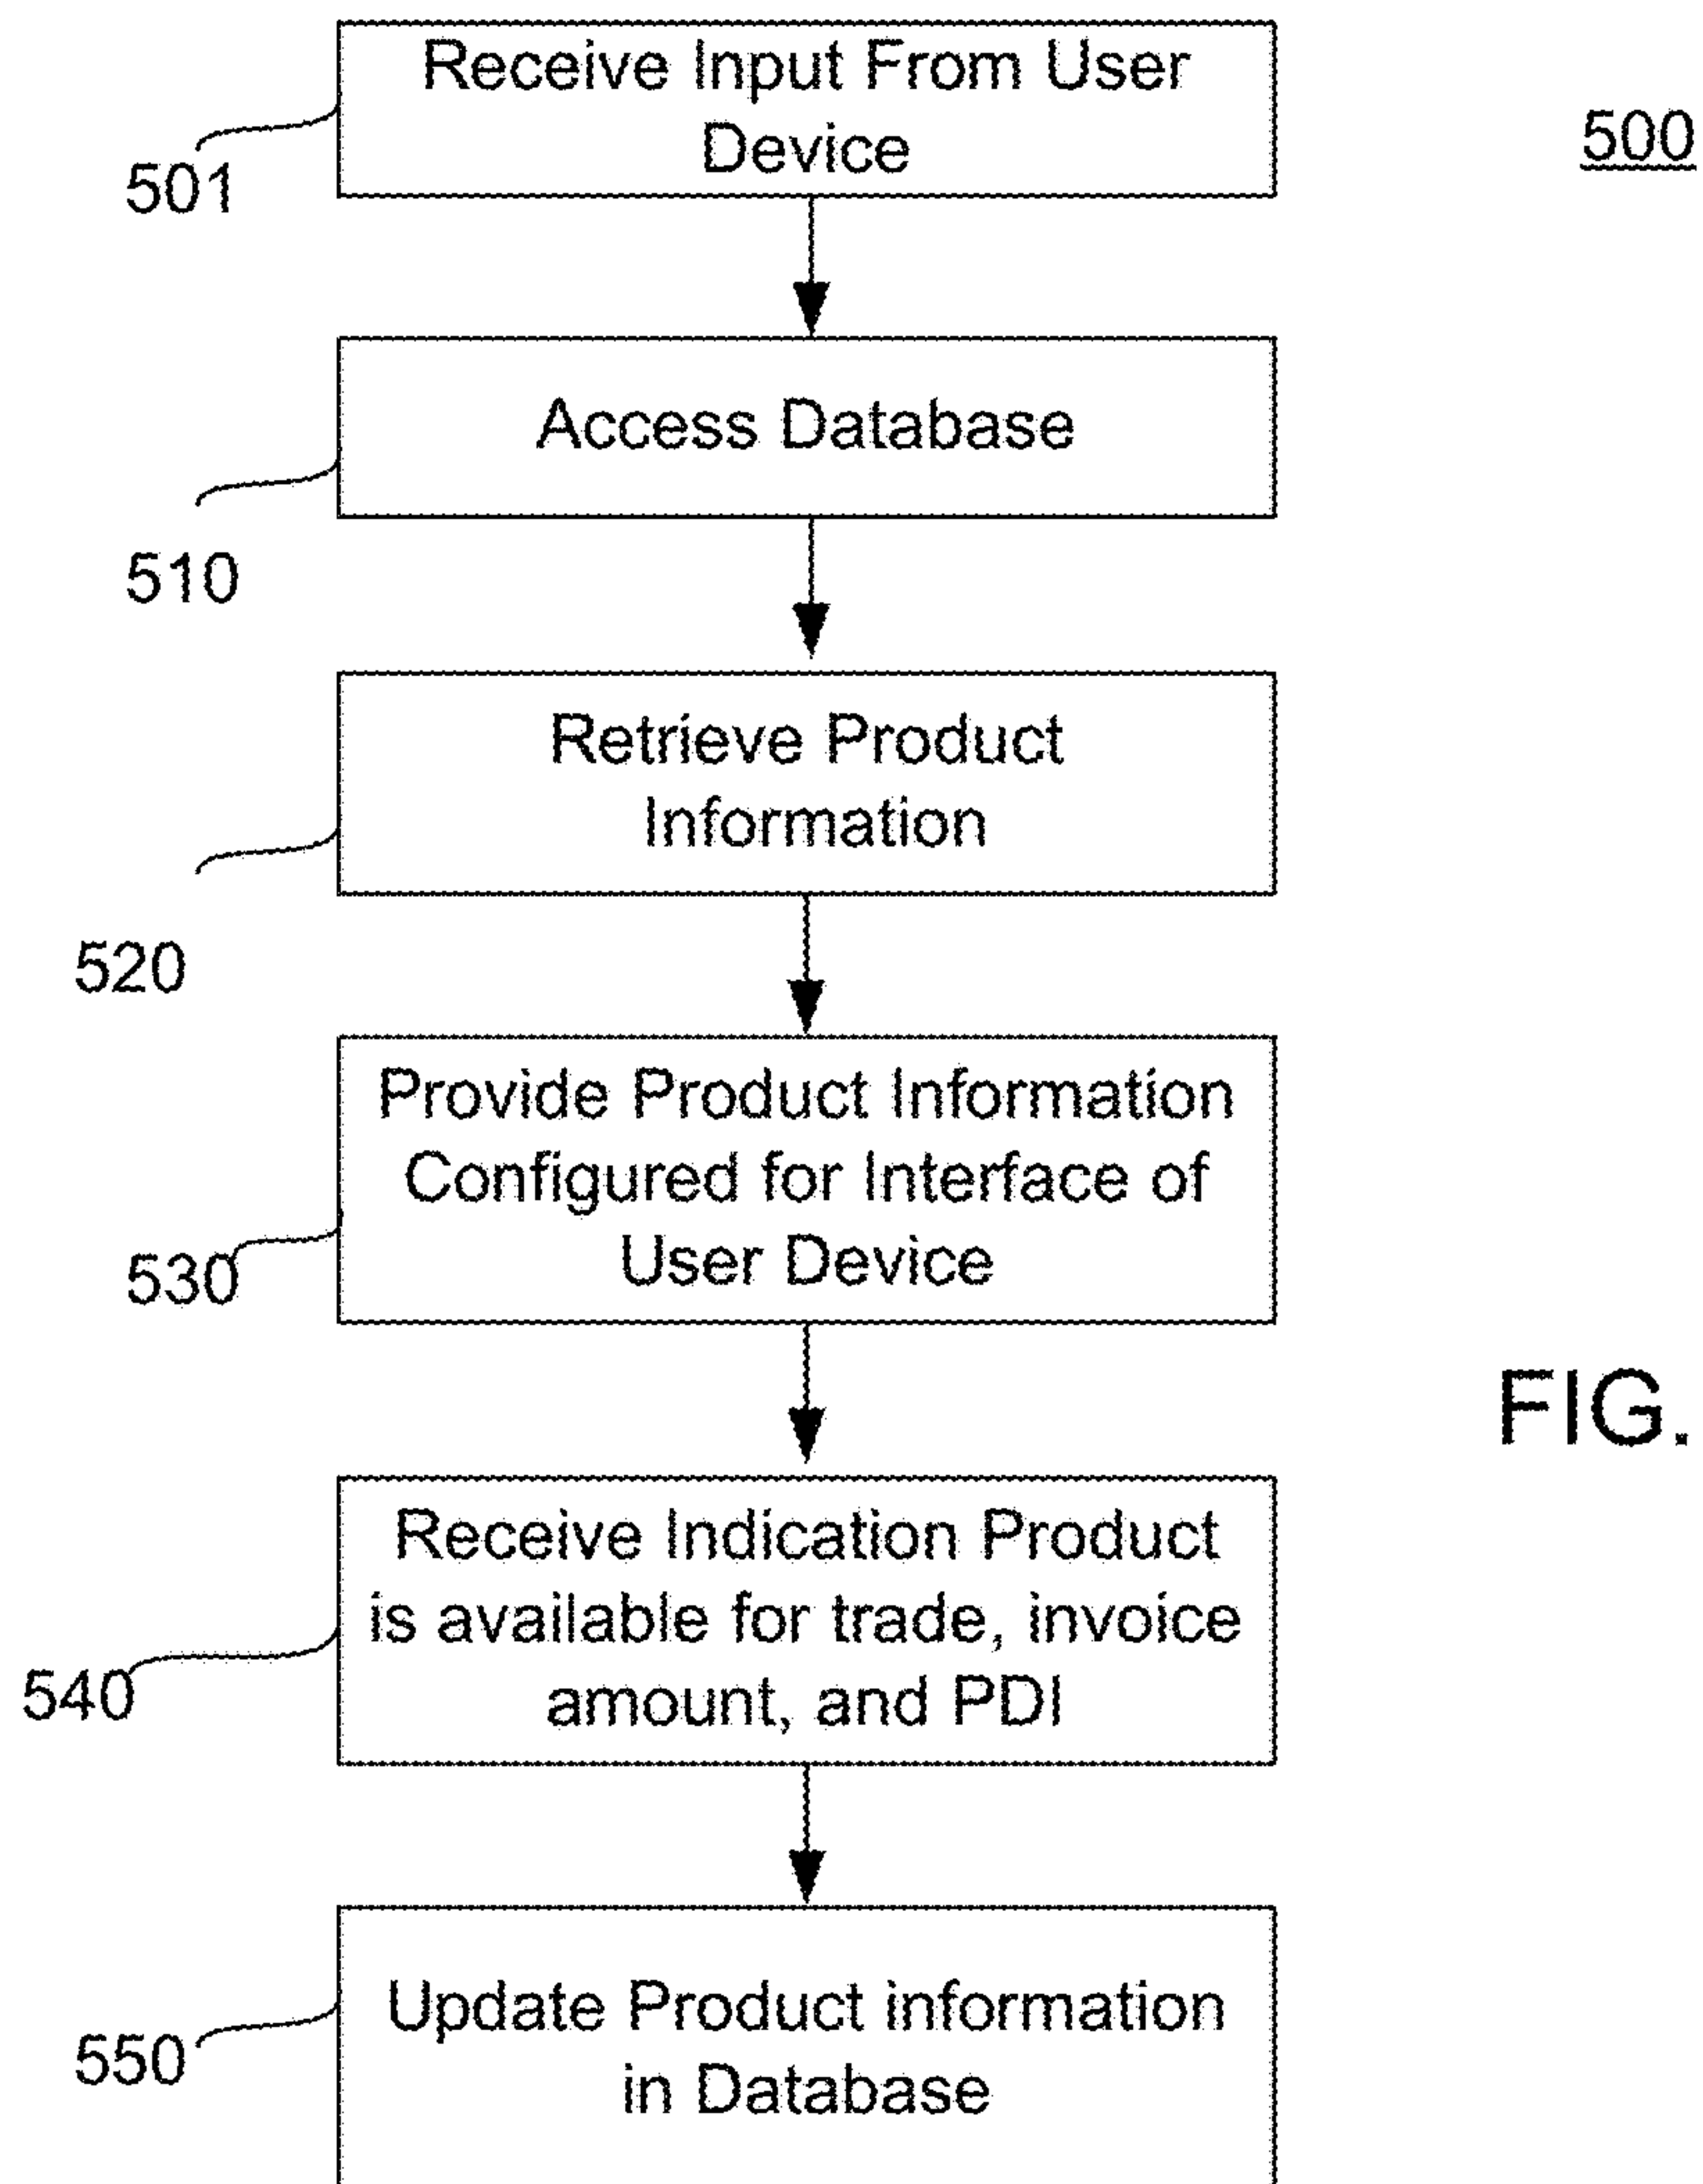 Receive Input From User
Device
500
501
Access Database
510
Retrieve Product
Information
520
Provide Product Information
Configured for Interface of
User Device
530
FIG.
Receive Indication Product
is available for trade, invoice
amount, and PDI
540
Update Product information
in Database
550